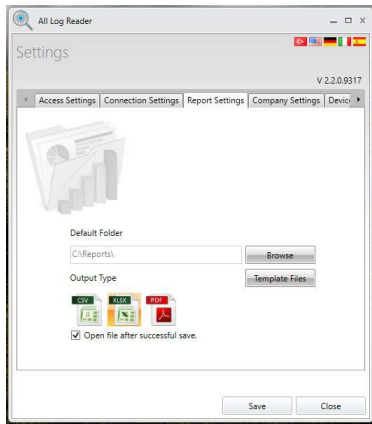 All Log Reader
Settings
V 2.2.0.9317
Access Settings Connection Settings Report Settings Company Settings Device
Default Folder
C:\Reports\
Browse
Output Type
Template Files
CSV XLSX PDF
Open file after successful save.
Save Close